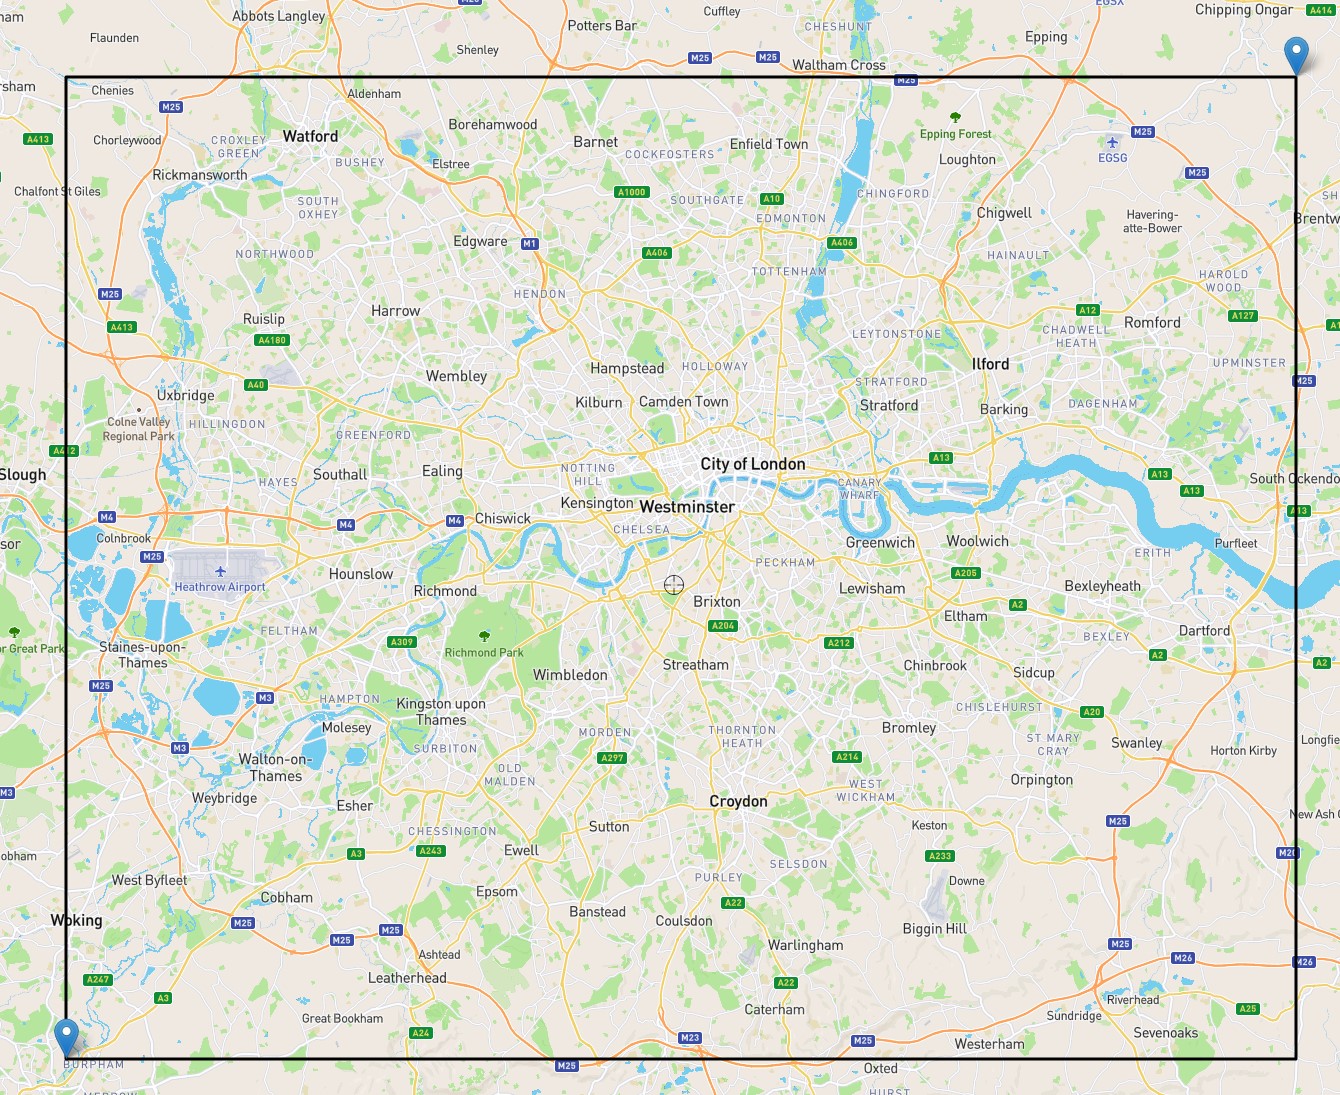 M25
EGSX
Abbots Langley
Cuffley
Chipping Ongar
A414
Potters Bar
CHESHUNT
Flaunden
Epping
Shenley
M25
M25
Waltham Cross
M25
rsham
Chenies
Aldenham
M25
Borehamwood
Epping Forest
M25
A413
Chorleywood
CROXLEY
GREEN
Watford
Barnet
Enfield Town
EGSG
BUSHEY
Elstree
COCKFOSTERS
Loughton
Rickmansworth
M25
Chalfont St Giles
A1000
A10
CHINGFORD
SOUTH
OXHEY
SOUTHGATE
Chigwell
Havering-
atte-Bower
EDMONTON
Brentw
Edgware
M1
A406
A406
NORTHWOOD
HAINAULT
TOTTENHAM
HAROLD
WOOD
M25
HENDON
Harrow
A12
A127
Ruislip
A413
Romford
A4180
LEYTONSTONE
CHADWELL
HEATH
Hampstead
HOLLOWAY
Ilford
UPMINSTER
Wembley
STRATFORD
M25
A40
Uxbridge
Kilburn
Camden Town
Stratford
Barking
DAGENHAM
Colne Valley
Regional Park
HILLINGDON
GREENFORD
A412
City of London
A13
NOTTING
HILL
Slough
Southall
Ealing
A13
South Ockendo
HAYES
CANARY
WHARF
A13
Kensington
Westminster
A13
M4
M4
M4
Chiswick
CHELSEA
Colnbrook
Greenwich
Woolwich
Purfleet
sor
M25
ERITH
PECKHAM
Heathrow Airport
Hounslow
A205
Richmond
Lewisham
Bexleyheath
Brixton
A2
Eltham
A204
FELTHAM
Dartford
or Great Park
A309
A212
BEXLEY
Staines-upon-
Thames
Richmond Park
A2
A2
Streatham
Chinbrook
Wimbledon
Sidcup
M25
M3
HAMPTON
Kingston upon
Thames
CHISLEHURST
A20
Molesey
MORDEN
THORNTON
HEATH
Bromley
M3
SURBITON
ST MARY
CRAY
Swanley
Longfie
Walton-on-
Thames
A297
A214
Horton Kirby
OLD
MALDEN
Orpington
M3
Weybridge
Esher
WEST
WICKHAM
Croydon
New Ash G
CHESSINGTON
Sutton
Keston
M25
obham
A3
A243
Ewell
A233
M20
SELSDON
West Byfleet
PURLEY
Downe
Cobham
Epsom
A22
Woking
M25
Banstead
Coulsdon
Biggin Hill
M25
M25
Warlingham
M25
Ashtead
M26
M26
A247
Leatherhead
A22
A3
Riverhead
Caterham
A25
Great Bookham
Sundridge
A24
M23
M25
Westerham
Sevenoaks
BURPHAM
M25
Oxted
HURST